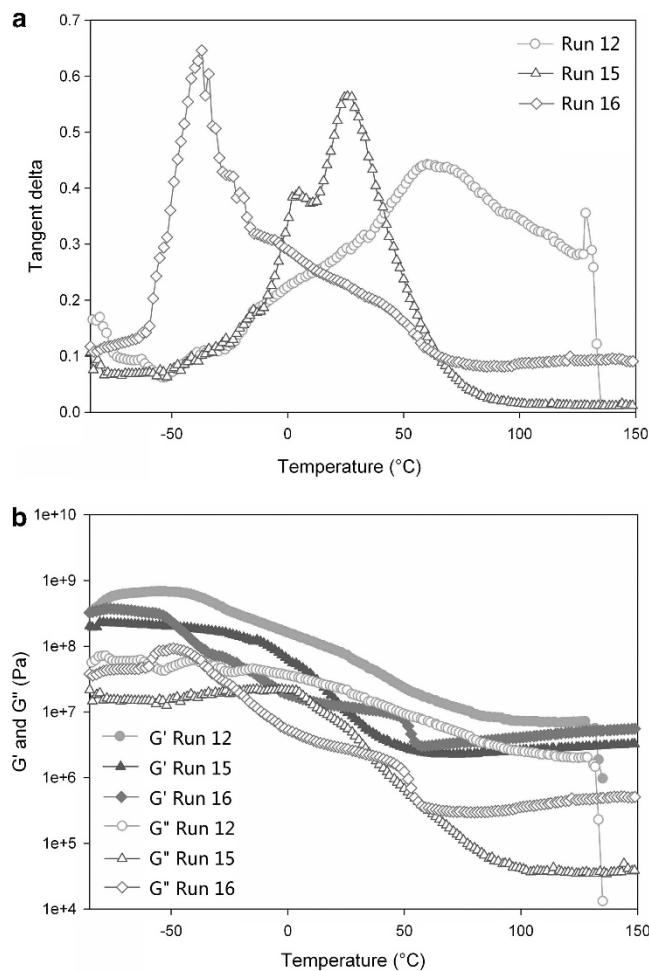 a
Tangent delta
0.7
0.6
0.5
0.4
0.3
0.2
0.1
0.0
Run 12
Run 15
Run 16
-50 0 50 100 150
Temperature (°C)
b
G' and G" (Pa)
1e+10
1e+9
1e+8
1e+7
1e+6
1e+5
1e+4
G' Run 12
G' Run 15
G' Run 16
G" Run 12
G" Run 15
G" Run 16
-50 0 50 100 150
Temperature (°C)